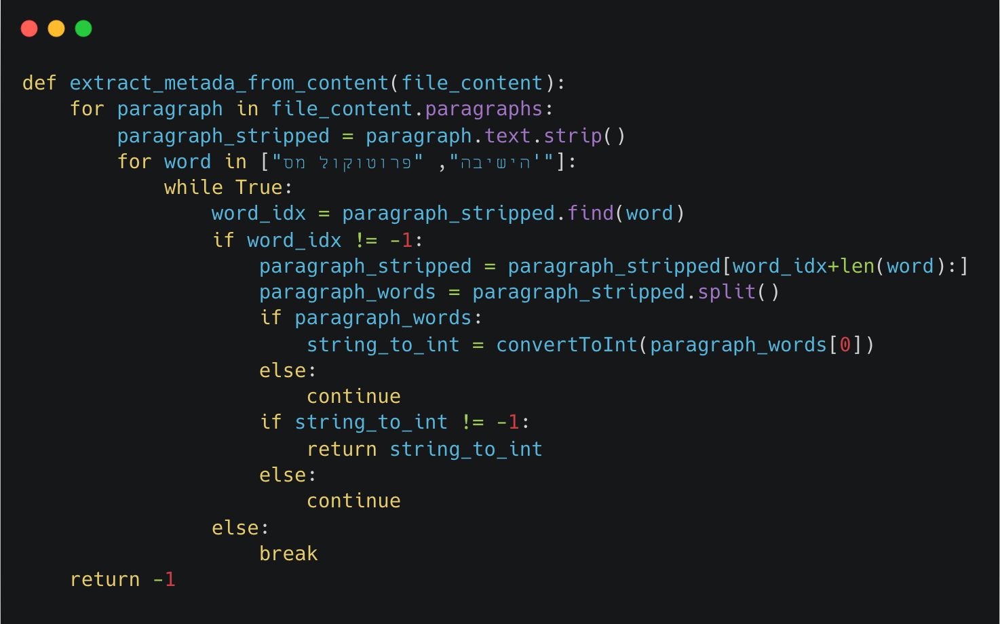 def extract_metada_from_content(file_content):
for paragraph in file_content.paragraphs:
paragraph_stripped = paragraph.text.strip()
for word in ["הישיבה", "פרוטוקול מס'"]:
while True:
word_idx = paragraph_stripped.find(word)
if word_idx != -1:
paragraph_stripped = paragraph_stripped[word_idx+len(word):]
paragraph_words = paragraph_stripped.split()
if paragraph_words:
string_to_int = convertToInt(paragraph_words[0])
else:
continue
if string_to_int != -1:
return string_to_int
else:
continue
else:
break
return -1